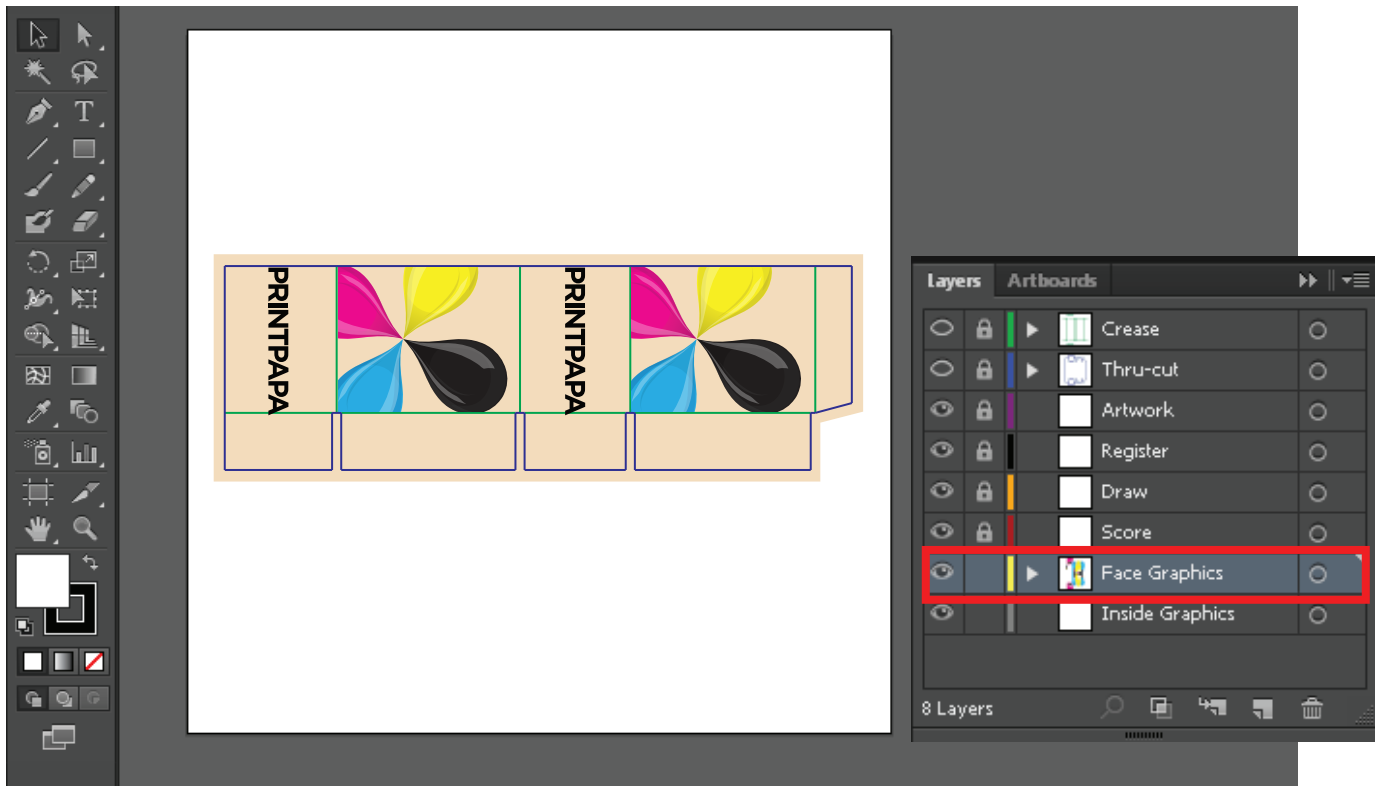 PRINTPAPA
PRINTPAPA
Layers
Artboards
Crease
Thru-cut
Artwork
Register
Draw
Score
Face Graphics
Inside Graphics
8 Layers